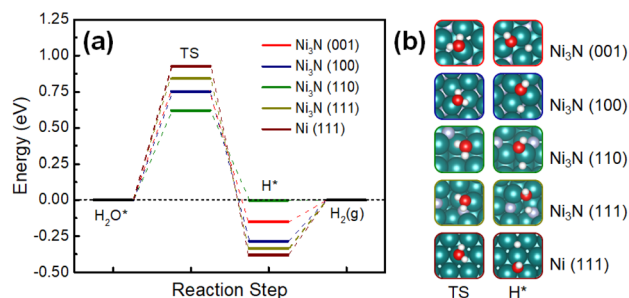 (a)
1.25
1.00
0.75
0.50
0.25
0.00
-0.25
-0.50
Energy (eV)
Reaction Step
TS
H₂O*
H*
H₂(g)
Ni₃N (001)
Ni₃N (100)
Ni₃N (110)
Ni₃N (111)
Ni (111)
(b)
Ni₃N (001)
Ni₃N (100)
Ni₃N (110)
Ni₃N (111)
Ni (111)
TS H*